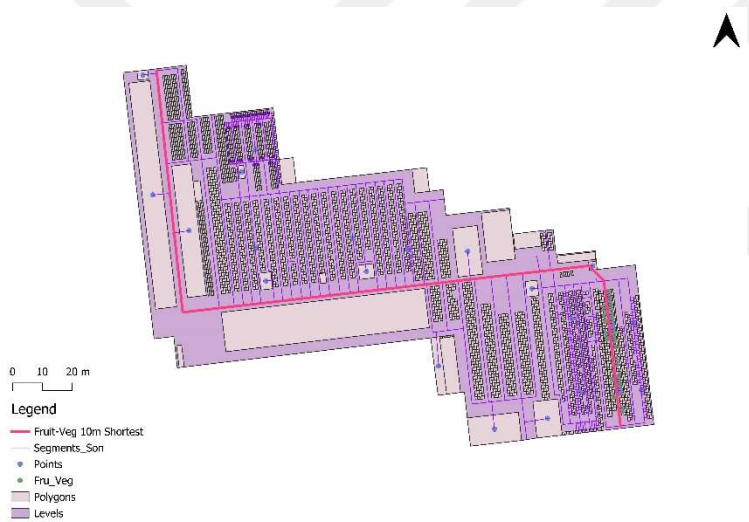 0 10 20 m
Legend
Fruit-Veg 10m Shortest
Segments_Son
Points
Fru_Veg
Polygons
Levels